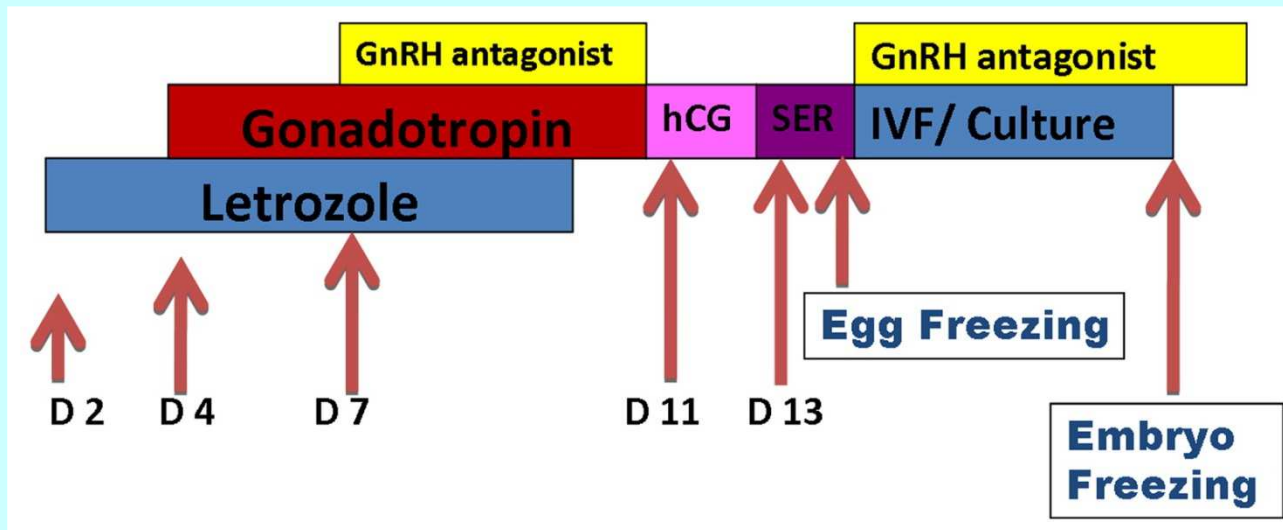 GnRH antagonist
GnRH antagonist
Gonadotropin
hCG
SER
IVF/ Culture
Letrozole
Egg Freezing
D 2
D 4
D 7
D 11
D 13
Embryo
Freezing